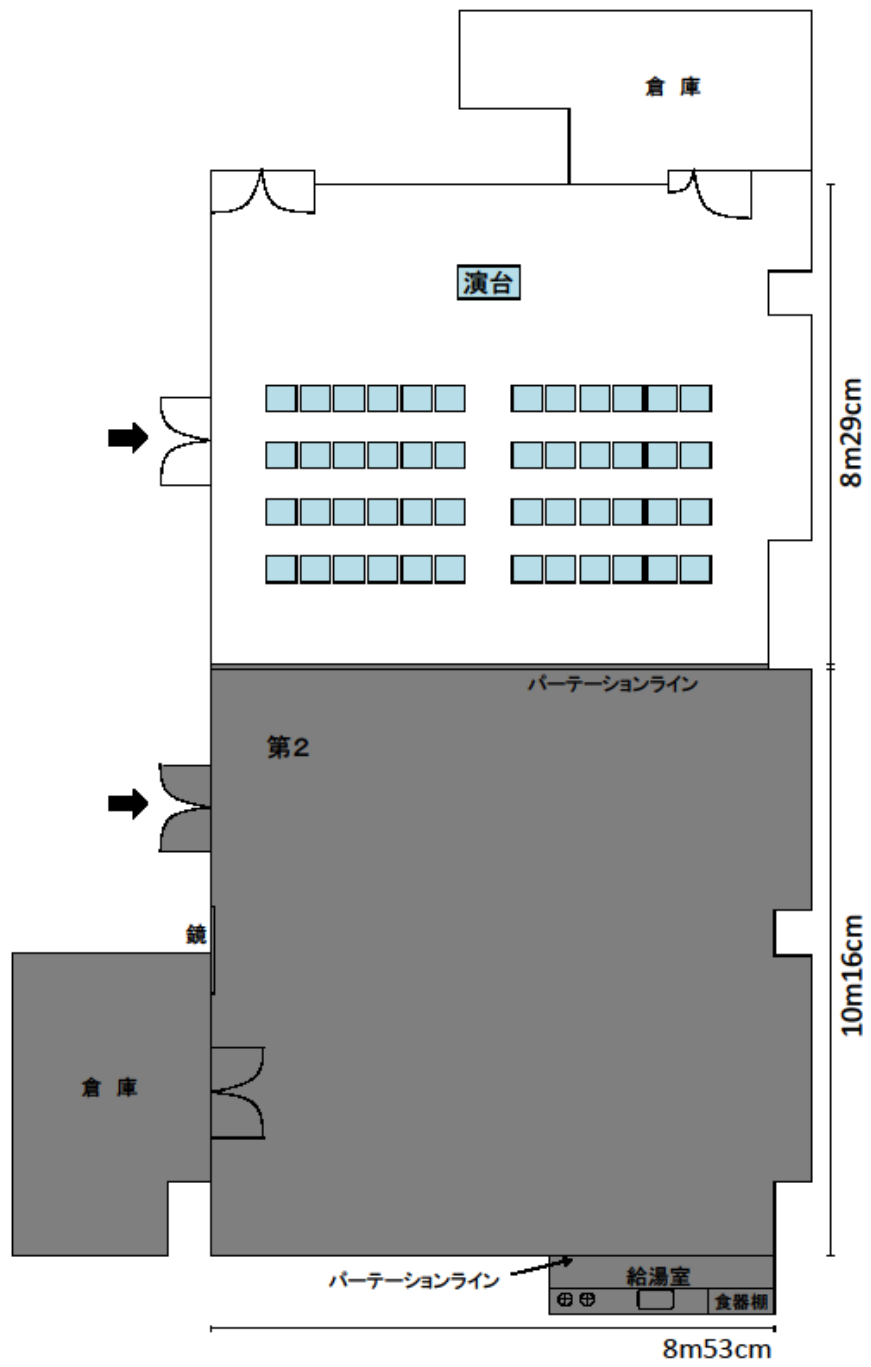 倉 庫
演台
8m29cm
パーテーションライン
第２
鏡
10m16cm
倉 庫
パーテーションライン
給湯室
食器棚
8m53cm